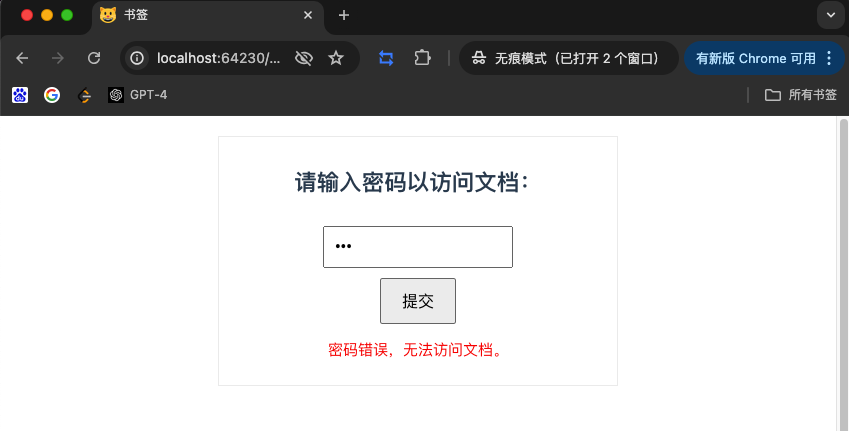 书签
localhost:64230/...
无痕模式（已打开 2 个窗口）
有新版 Chrome 可用
GPT-4
所有书签
请输入密码以访问文档：
•••
提交
密码错误，无法访问文档。